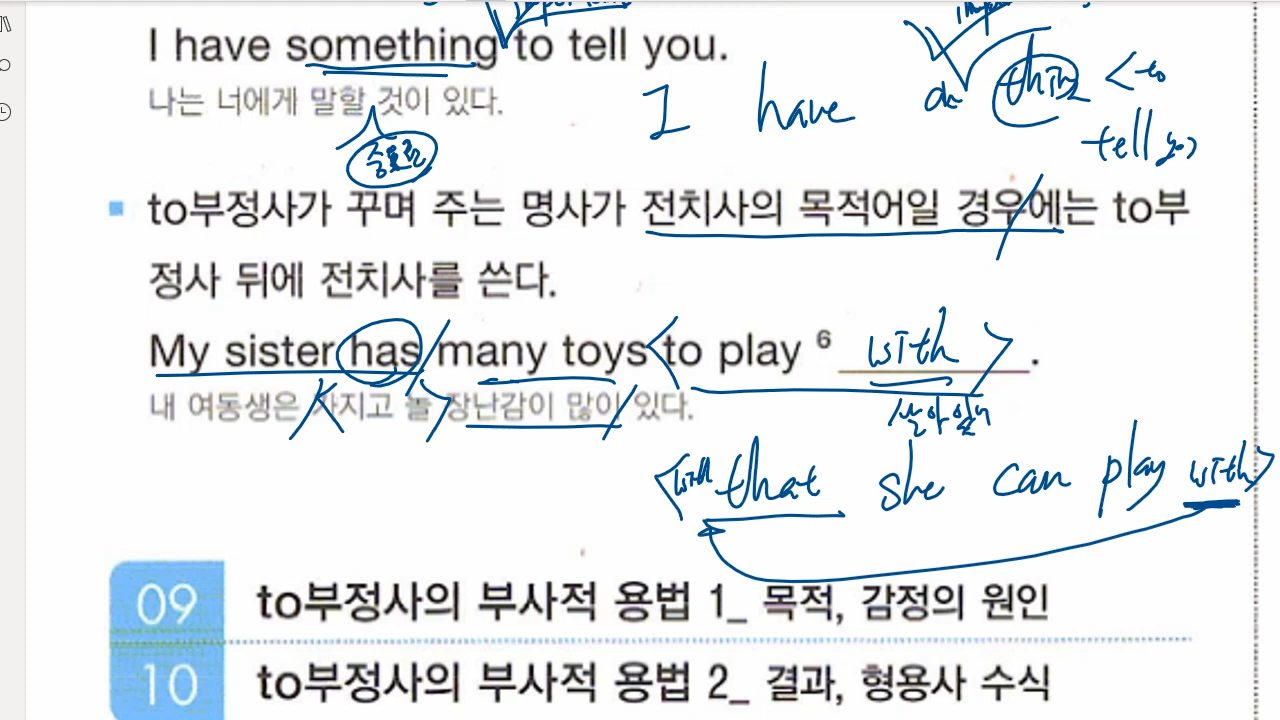 I have something to tell you.
나는 너에게 말할 것이 있다.
중요한
I have thing to
tell you
to부정사가 꾸며 주는 명사가 전치사의 목적어일 경우에는 to부
정사 뒤에 전치사를 쓴다.
My sister has many toys to play 6 with .
내 여동생은 가지고 놀 장난감이 많이 있다.
살아있니
with that she can play with
09 to부정사의 부사적 용법 1_ 목적, 감정의 원인
10 to부정사의 부사적 용법 2_ 결과, 형용사 수식